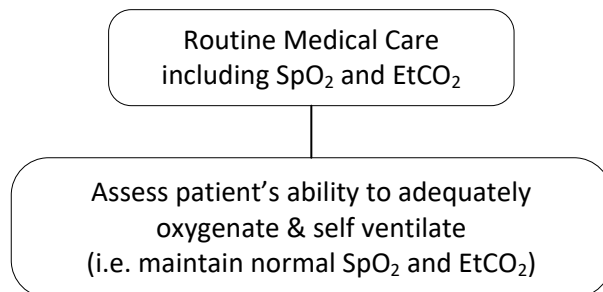 Routine Medical Care
including SpO₂ and EtCO₂
Assess patient’s ability to adequately
oxygenate & self ventilate
(i.e. maintain normal SpO₂ and EtCO₂)